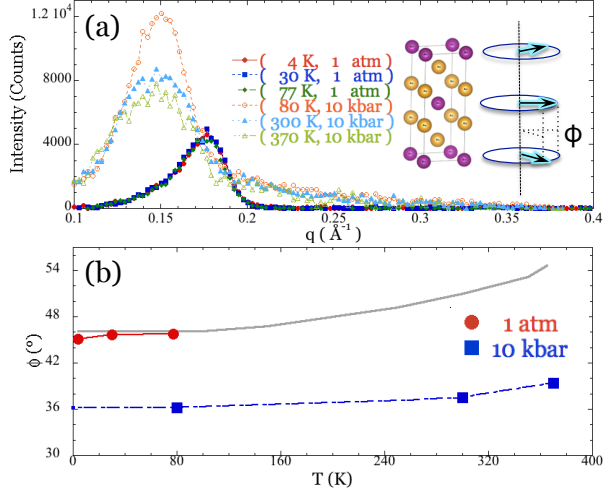 (a)
Intensity (Counts)
1.2 10⁴
8000
4000
0
( 4 K, 1 atm )
( 30 K, 1 atm )
( 77 K, 1 atm )
( 80 K, 10 kbar )
( 300 K, 10 kbar )
( 370 K, 10 kbar )
ϕ
0.1 0.15 0.2 0.25 0.3 0.35 0.4
q ( Å⁻¹ )
(b)
ϕ (°)
54
48
42
36
30
1 atm
10 kbar
0 80 160 240 320 400
T (K)